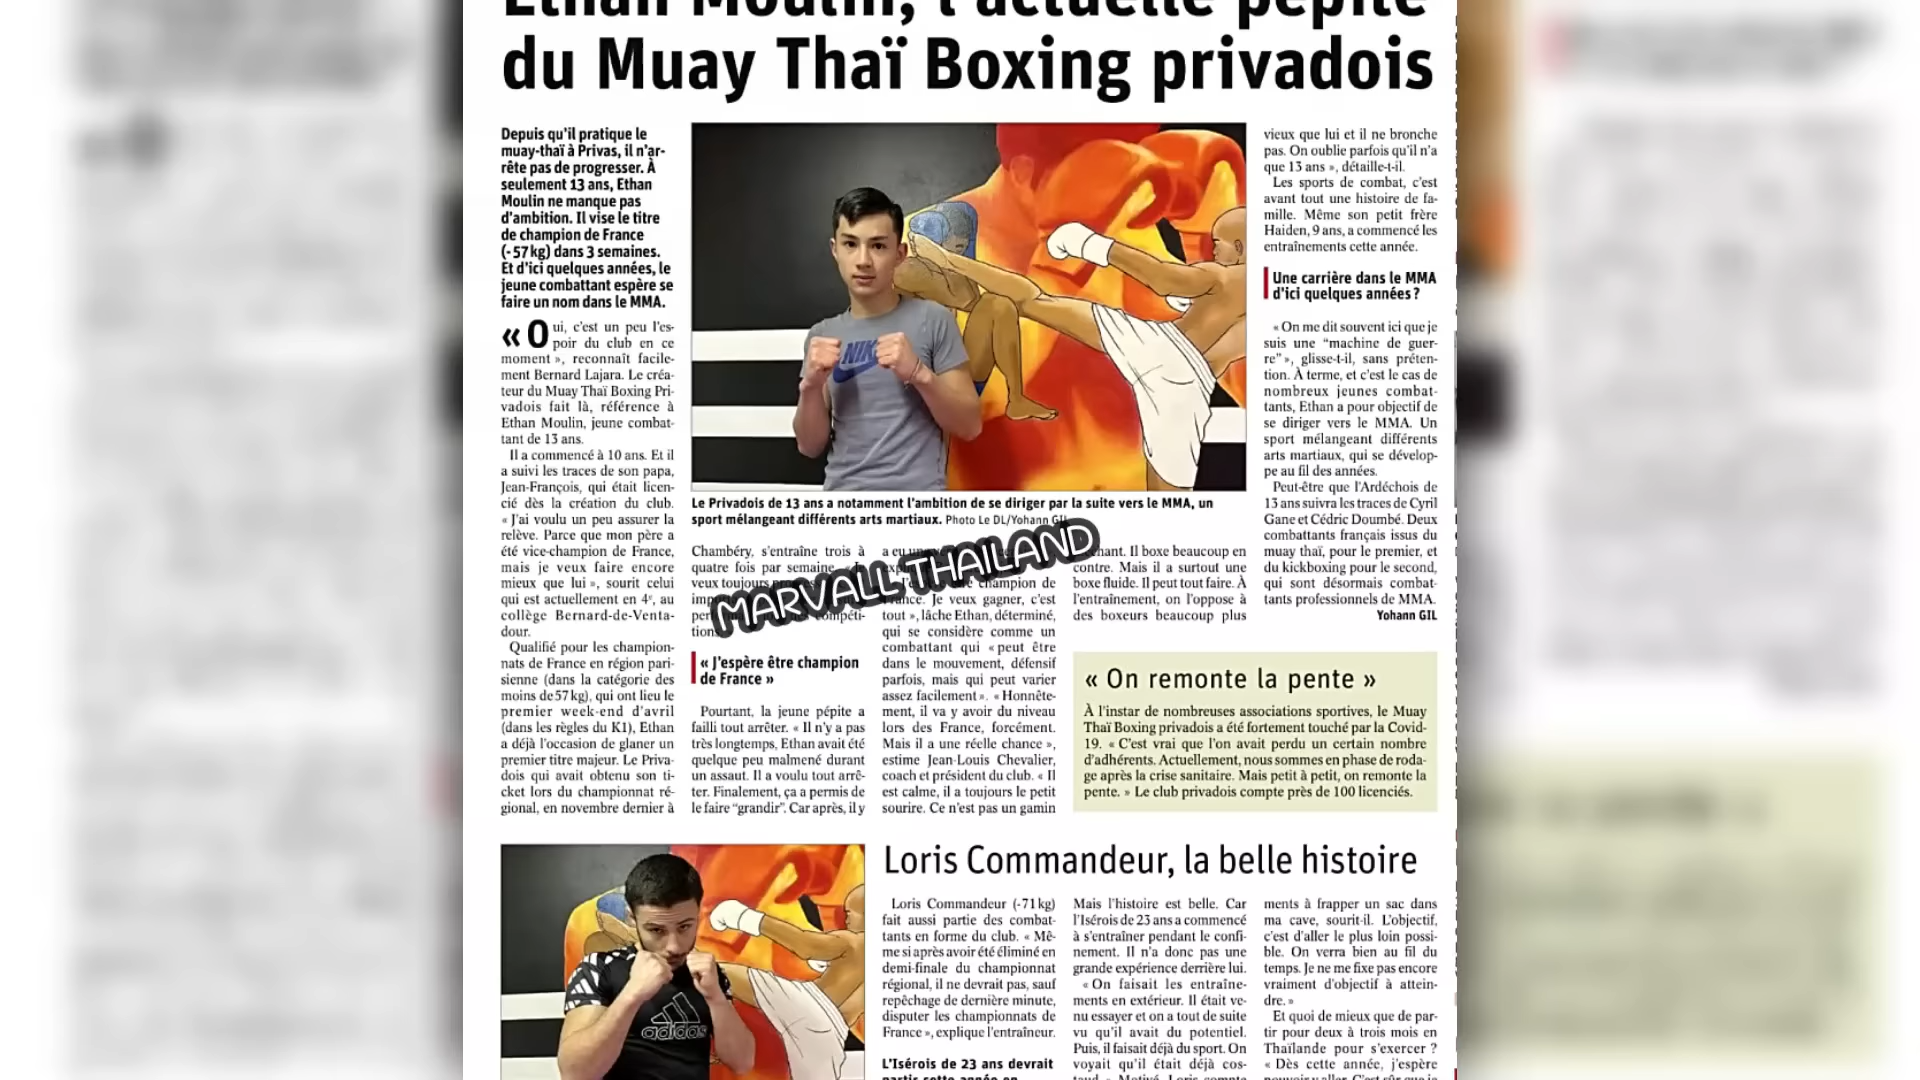 Ethan Moulin, l'actuelle pépite
du Muay Thaï Boxing privadois
Depuis qu'il pratique le
muay-thaï à Privas, il n'ar-
rête pas de progresser. À
seulement 13 ans, Ethan
Moulin ne manque pas
d'ambition. Il vise le titre
de champion de France
(-57 kg) dans 3 semaines.
Et d'ici quelques années, le
jeune combattant espère se
faire un nom dans le MMA.
« Oui, c'est un peu l'es-
poir du club en ce
moment », reconnaît facile-
ment Bernard Lajara. Le créa-
teur du Muay Thaï Boxing Pri-
vadois fait là, référence à
Ethan Moulin, jeune combat-
tant de 13 ans.
Il a commencé à 10 ans. Et il
a suivi les traces de son papa,
Jean-François, qui était licen-
cié dès la création du club.
« J'ai voulu un peu assurer la
relève. Parce que mon père a
été vice-champion de France,
mais je veux faire encore
mieux que lui », sourit celui
qui est actuellement en 4e, au
collège Bernard-de-Venta-
dour.
Qualifié pour les champion-
nats de France en région pari-
sienne (dans la catégorie des
moins de 57 kg), qui ont lieu le
premier week-end d'avril
(dans les règles du K1), Ethan
a déjà l'occasion de glaner un
premier titre majeur. Le Priva-
dois qui avait obtenu son ti-
cket lors du championnat ré-
gional, en novembre dernier à
NIKE
Le Privadois de 13 ans a notamment l'ambition de se diriger par la suite vers le MMA, un
sport mélangeant différents arts martiaux. Photo Le DL/Yohann GIL
MARVALL THAILAND
Chambéry, s'entraîne trois à
quatre fois par semaine.
veux toujours
compéti-
tions
« J'espère être champion
de France »
Pourtant, la jeune pépite a
failli tout arrêter. « Il n'y a pas
très longtemps, Ethan avait été
quelque peu malmené durant
un assaut. Il a voulu tout arrê-
ter. Finalement, ça a permis de
le faire “grandir”. Car après, il y
a eu
champion de
France. Je veux gagner, c'est
tout », lâche Ethan, déterminé,
qui se considère comme un
combattant qui « peut être
dans le mouvement, défensif
parfois, mais qui peut varier
assez facilement ». « Honnête-
ment, il va y avoir du niveau
lors des France, forcément.
Mais il a une réelle chance »,
estime Jean-Louis Chevalier,
coach et président du club. « Il
est calme, il a toujours le petit
sourire. Ce n'est pas un gamin
Il boxe beaucoup en
contre. Mais il a surtout une
boxe fluide. Il peut tout faire. À
l'entraînement, on l'oppose à
des boxeurs beaucoup plus
vieux que lui et il ne bronche
pas. On oublie parfois qu'il n'a
que 13 ans », détaille-t-il.
Les sports de combat, c'est
avant tout une histoire de fa-
mille. Même son petit frère
Haiden, 9 ans, a commencé les
entraînements cette année.
Une carrière dans le MMA
d'ici quelques années ?
« On me dit souvent ici que je
suis une “machine de guer-
re” », glisse-t-il, sans préten-
tion. À terme, et c'est le cas de
nombreux jeunes combat-
tants, Ethan a pour objectif de
se diriger vers le MMA. Un
sport mélangeant différents
arts martiaux, qui se dévelop-
pe au fil des années.
Peut-être que l'Ardéchois de
13 ans suivra les traces de Cyril
Gane et Cédric Doumbé. Deux
combattants français issus du
muay thaï, pour le premier, et
du kickboxing pour le second,
qui sont désormais combat-
tants professionnels de MMA.
Yohann GIL
« On remonte la pente »
À l'instar de nombreuses associations sportives, le Muay
Thaï Boxing privadois a été fortement touché par la Covid-
19. « C'est vrai que l'on avait perdu un certain nombre
d'adhérents. Actuellement, nous sommes en phase de roda-
ge après la crise sanitaire. Mais petit à petit, on remonte la
pente. » Le club privadois compte près de 100 licenciés.
adidas
Loris Commandeur, la belle histoire
Loris Commandeur (-71 kg)
fait aussi partie des combat-
tants en forme du club. « Mê-
me si après avoir été éliminé en
demi-finale du championnat
régional, il ne devrait pas, sauf
repêchage de dernière minute,
disputer les championnats de
France », explique l'entraîneur.
L'Isérois de 23 ans devrait
partir cette année en
Mais l'histoire est belle. Car
l'Isérois de 23 ans a commencé
à s'entraîner pendant le confi-
nement. Il n'a donc pas une
grande expérience derrière lui.
« On faisait les entraîne-
ments en extérieur. Il était ve-
nu essayer et on a tout de suite
vu qu'il avait du potentiel.
Puis, il faisait déjà du sport. On
voyait qu'il était déjà cos-
taud. » Motivé, Loris compte
ments à frapper un sac dans
ma cave, sourit-il. L'objectif,
c'est d'aller le plus loin possi-
ble. On verra bien au fil du
temps. Je ne me fixe pas encore
vraiment d'objectif à attein-
dre. »
Et quoi de mieux que de par-
tir pour deux à trois mois en
Thaïlande pour s'exercer ?
« Dès cette année, j'espère
pouvoir y aller. C'est sûr que je